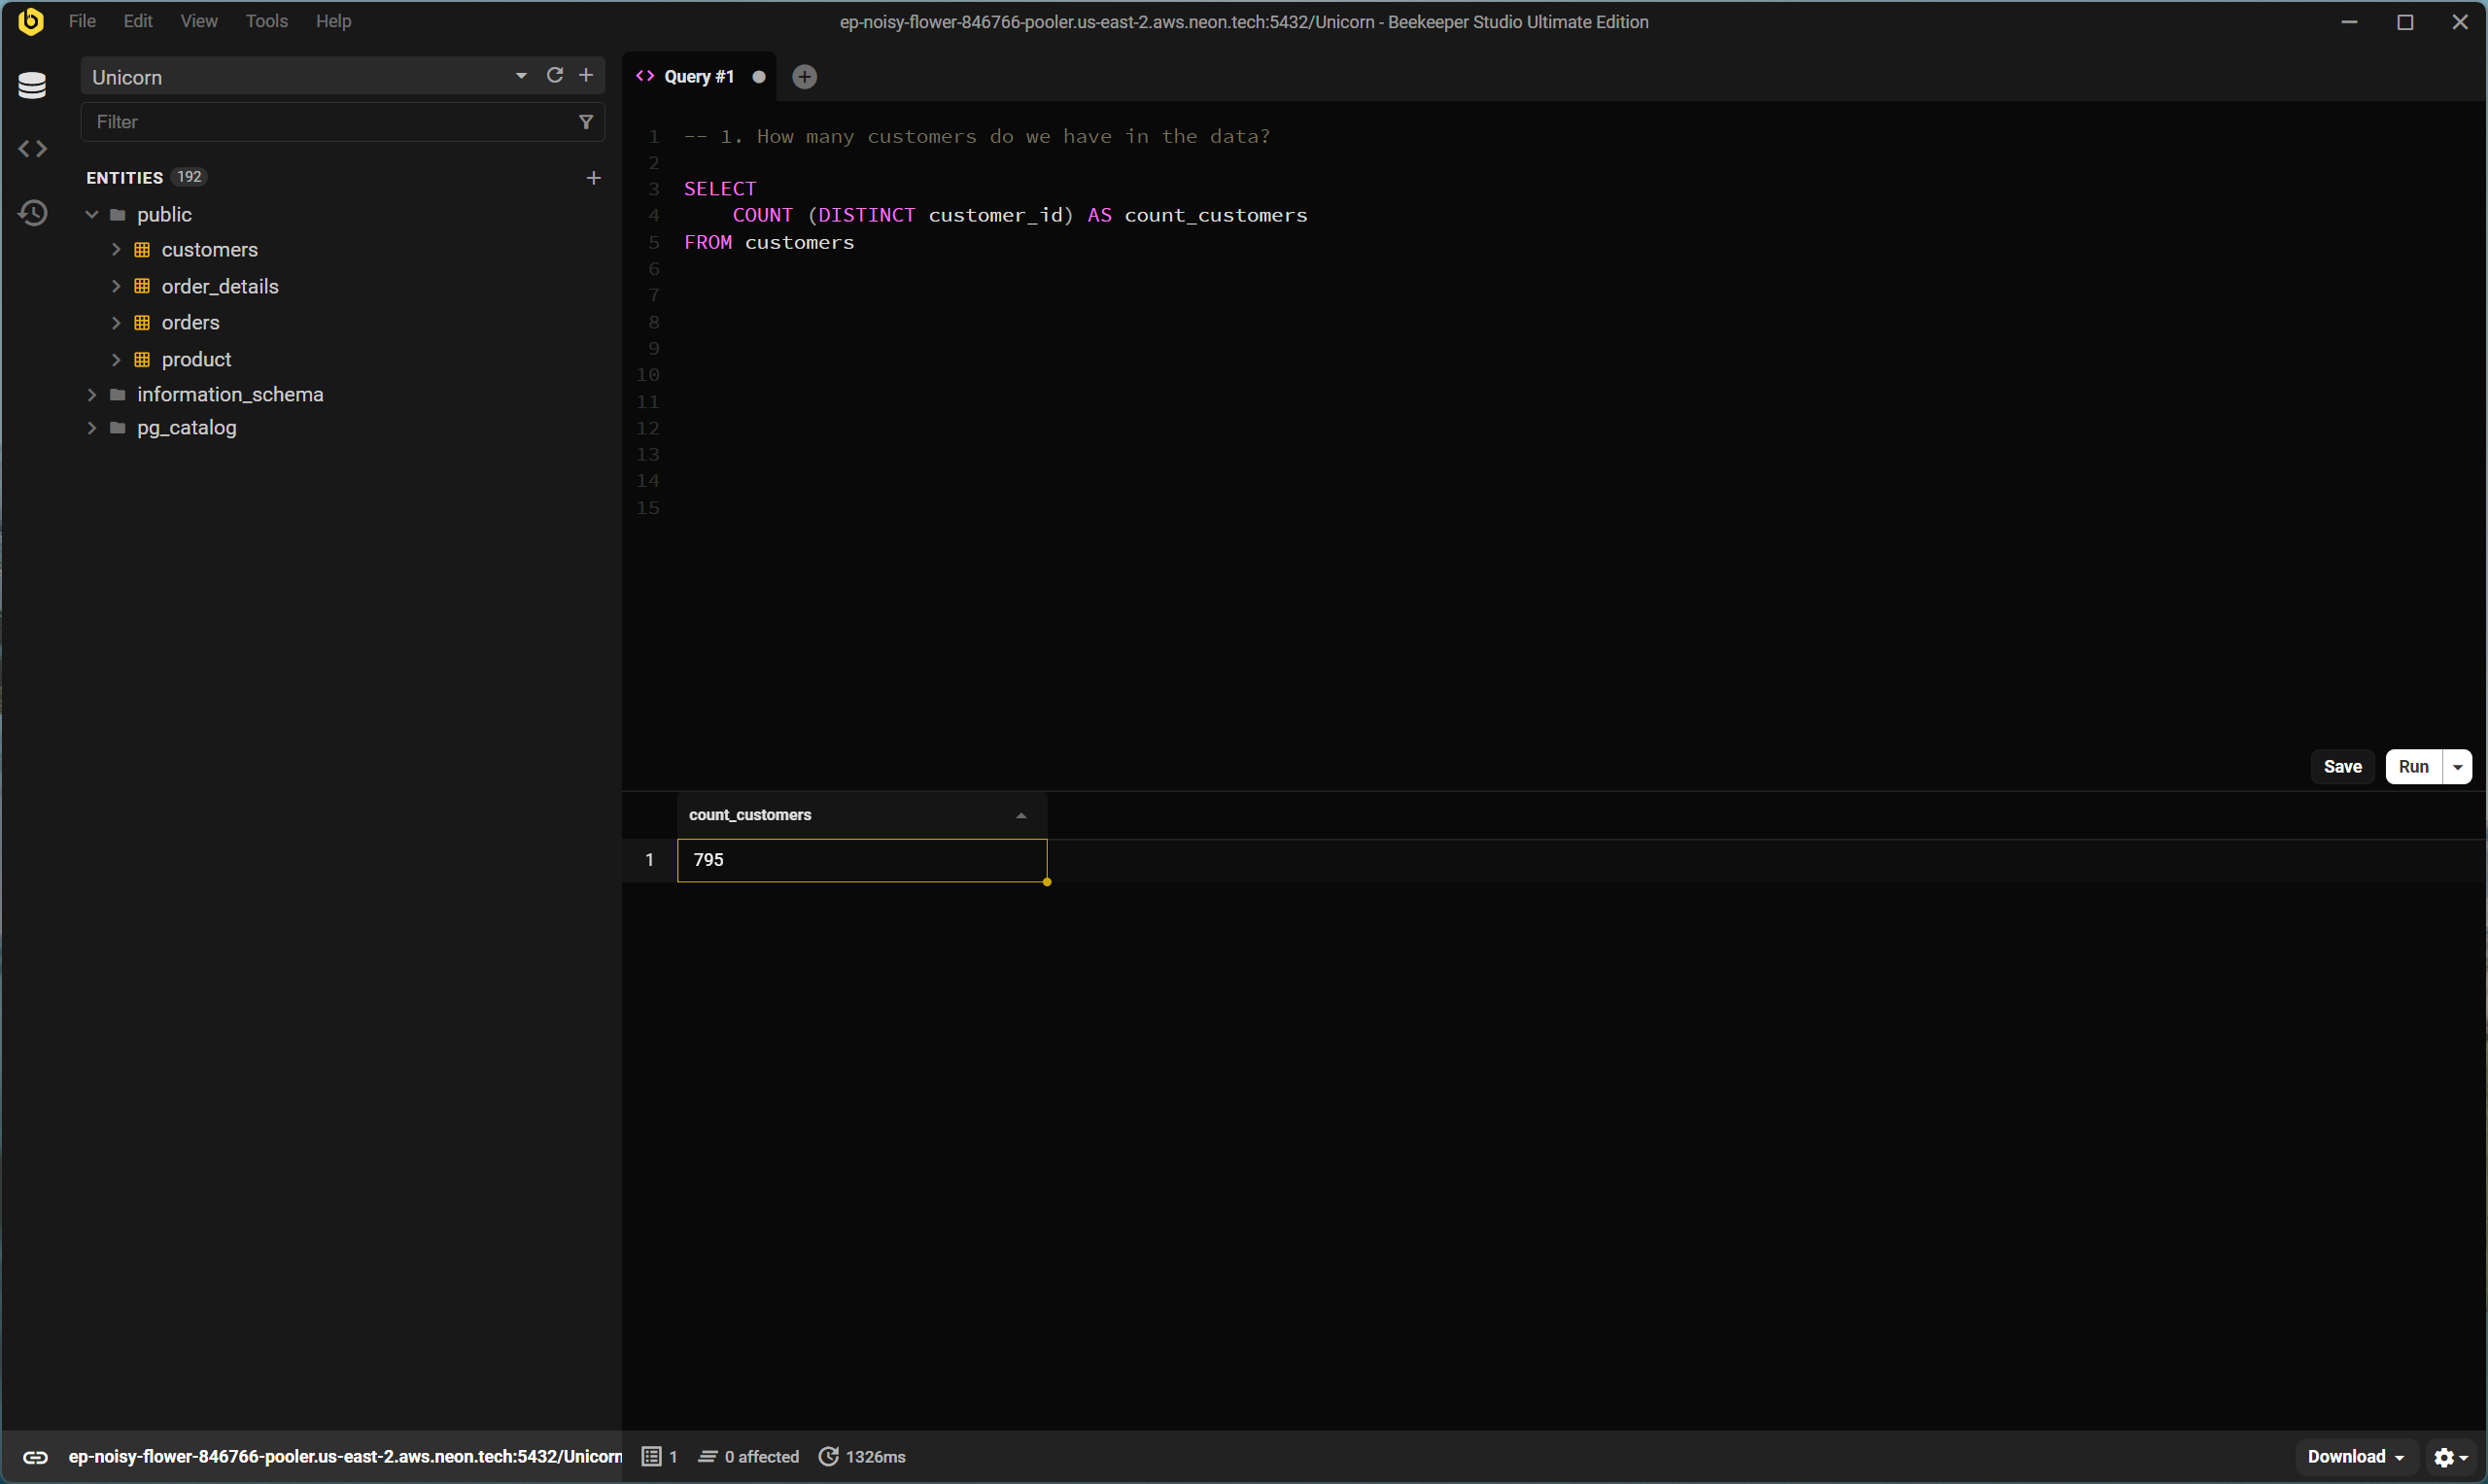 File Edit View Tools Help
ep-noisy-flower-846766-pooler.us-east-2.aws.neon.tech:5432/Unicorn - Beekeeper Studio Ultimate Edition
Unicorn
Filter
ENTITIES 192
public
customers
order_details
orders
product
information_schema
pg_catalog
Query #1
1 -- 1. How many customers do we have in the data?
2
3 SELECT
4 COUNT (DISTINCT customer_id) AS count_customers
5 FROM customers
6
7
8
9
10
11
12
13
14
15
Save Run
count_customers
1 795
ep-noisy-flower-846766-pooler.us-east-2.aws.neon.tech:5432/Unicorn
1 0 affected 1326ms
Download